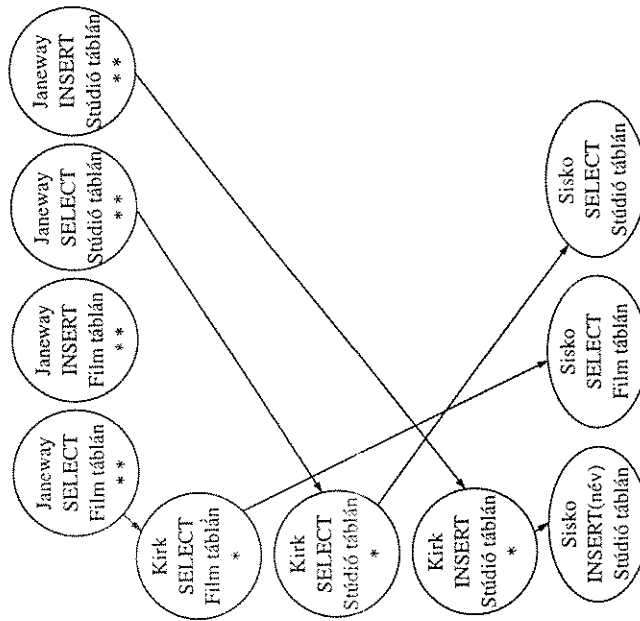 Janeway
SELECT
Film táblán
* *
Janeway
INSERT
Film táblán
* *
Janeway
SELECT
Stúdió táblán
* *
Janeway
INSERT
Stúdió táblán
* *
Kirk
SELECT
Film táblán
*
Kirk
SELECT
Stúdió táblán
*
Kirk
INSERT
Stúdió táblán
*
Sisko
INSERT(név)
Stúdió táblán
Sisko
SELECT
Film táblán
Sisko
SELECT
Stúdió táblán